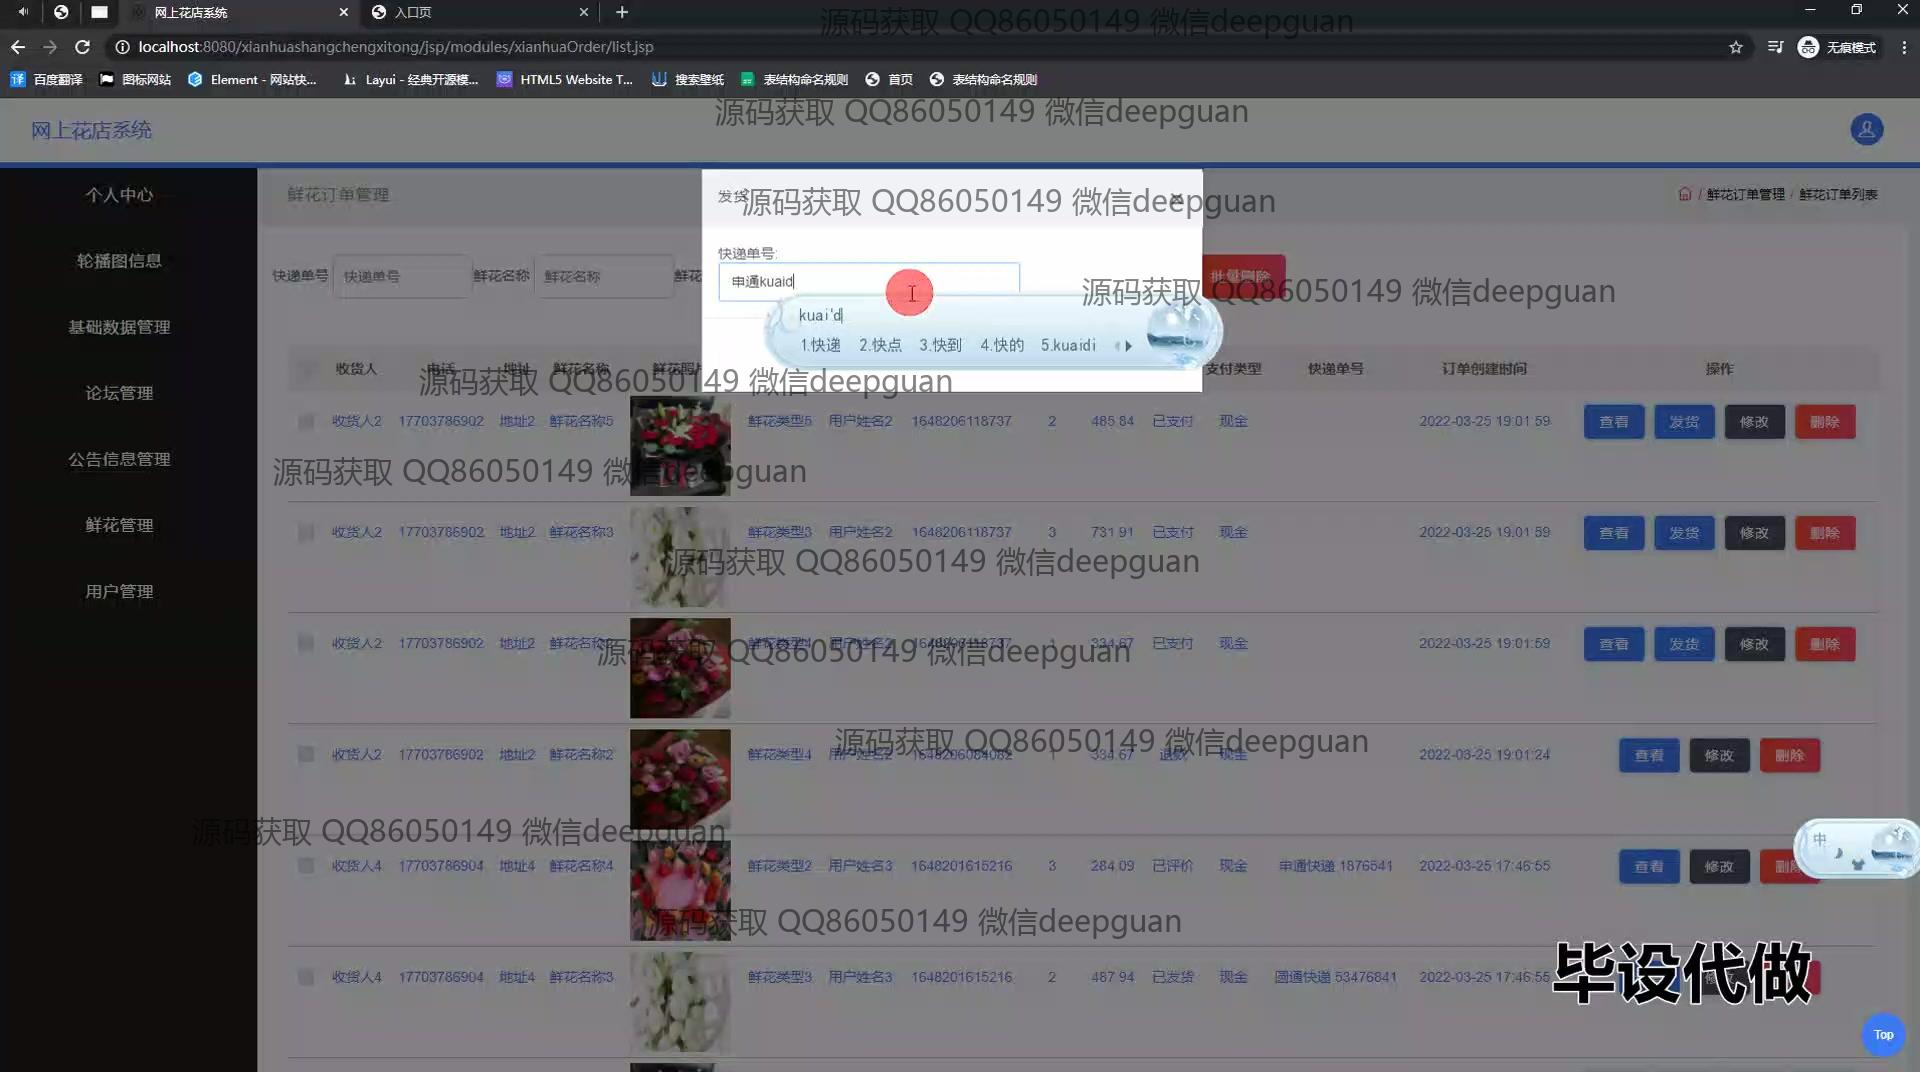 网上花店系统
入口页
源码获取 QQ86050149 微信deepguan
localhost:8080/xianhuashangchengxitong/jsp/modules/xianhuaOrder/list.jsp
无痕模式
百度翻译 图标网站 Element - 网站快... Layui - 经典开源模... HTML5 Website T... 搜索壁纸 表结构命名规则 首页 表结构命名规则
源码获取 QQ86050149 微信deepguan
网上花店系统
个人中心
轮播图信息
基础数据管理
论坛管理
公告信息管理
鲜花管理
用户管理
鲜花订单管理
/ 鲜花订单管理 / 鲜花订单列表
发货
源码获取 QQ86050149 微信deepguan
快递单号:
申通kuaid
kuai'd
1.快递 2.快点 3.快到 4.快的 5.kuaidi
快递单号 快递单号 鲜花名称 鲜花名称 鲜花
批量删除
源码获取 QQ86050149 微信deepguan
收货人 电话 地址 鲜花名称 鲜花照片 支付类型 快递单号 订单创建时间 操作
源码获取 QQ86050149 微信deepguan
收货人2 17703786902 地址2 鲜花名称5 鲜花类型5 用户姓名2 1648206118737 2 485.84 已支付 现金 2022-03-25 19:01:59 查看 发货 修改 删除
源码获取 QQ86050149 微信deepguan
收货人2 17703786902 地址2 鲜花名称3 鲜花类型3 用户姓名2 1648206118737 3 731.91 已支付 现金 2022-03-25 19:01:59 查看 发货 修改 删除
源码获取 QQ86050149 微信deepguan
收货人2 17703786902 地址2 鲜花名称 鲜花类型4 用户姓名2 1648206118737 1 334.67 已支付 现金 2022-03-25 19:01:59 查看 发货 修改 删除
源码获取 QQ86050149 微信deepguan
源码获取 QQ86050149 微信deepguan
收货人2 17703786902 地址2 鲜花名称2 鲜花类型4 用户姓名2 1648206084082 1 334.67 退款 现金 2022-03-25 19:01:24 查看 修改 删除
源码获取 QQ86050149 微信deepguan
收货人4 17703786904 地址4 鲜花名称4 鲜花类型2 用户姓名3 1648201615216 3 284.09 已评价 现金 申通快递 1876541 2022-03-25 17:46:55 查看 修改 删除
中
源码获取 QQ86050149 微信deepguan
收货人4 17703786904 地址4 鲜花名称3 鲜花类型3 用户姓名3 1648201615216 2 487.94 已发货 现金 圆通快递 53476841 2022-03-25 17:46:55
毕设代做
Top